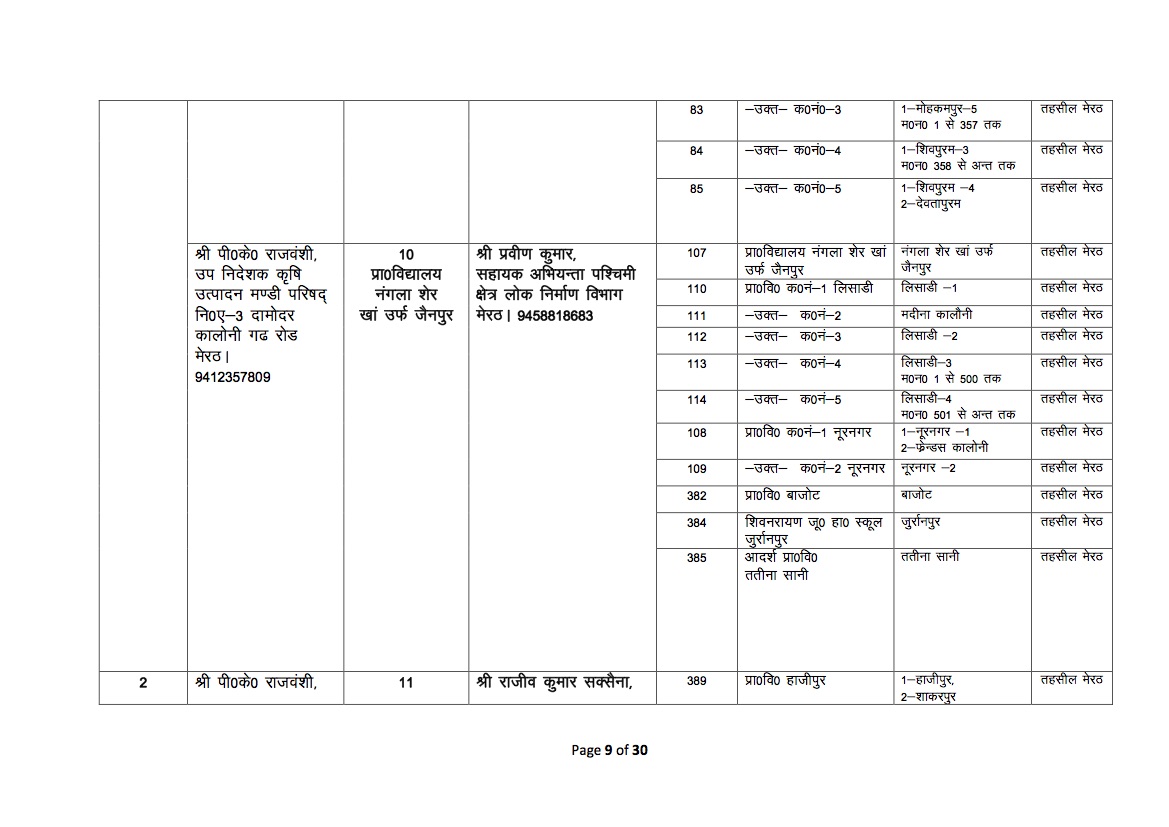 83 –उक्त– क0नं0–3 1–मोहकमपुर–5 तहसील मेरठ
म0न0 1 से 357 तक
84 –उक्त– क0नं0–4 1–शिवपुरम–3 तहसील मेरठ
म0न0 358 से अन्त तक
85 –उक्त– क0नं0–5 1–शिवपुरम –4 तहसील मेरठ
2–देवतापुरम
श्री पी0के0 राजवंशी,
उप निदेशक कृषि
उत्पादन मण्डी परिषद्
नि0ए–3 दामोदर
कालोनी गढ रोड
मेरठ।
9412357809
10
प्रा0विद्यालय
नंगला शेर
खां उर्फ जैनपुर
श्री प्रवीण कुमार,
सहायक अभियन्ता पश्चिमी
क्षेत्र लोक निर्माण विभाग
मेरठ। 9458818683
107 प्रा0विद्यालय नंगला शेर खां नंगला शेर खां उर्फ तहसील मेरठ
उर्फ जैनपुर जैनपुर
110 प्रा0वि0 क0नं–1 लिसाडी लिसाडी –1 तहसील मेरठ
111 –उक्त– क0नं–2 मदीना कालौनी तहसील मेरठ
112 –उक्त– क0नं–3 लिसाडी –2 तहसील मेरठ
113 –उक्त– क0नं–4 लिसाडी–3 तहसील मेरठ
म0न0 1 से 500 तक
114 –उक्त– क0नं–5 लिसाडी–4 तहसील मेरठ
म0न0 501 से अन्त तक
108 प्रा0वि0 क0नं–1 नूरनगर 1–नूरनगर –1 तहसील मेरठ
2–फ्रेन्डस कालोनी
109 –उक्त– क0नं–2 नूरनगर नूरनगर –2 तहसील मेरठ
382 प्रा0वि0 बाजोट बाजोट तहसील मेरठ
384 शिवनरायण जू0 हा0 स्कूल जुर्रानपुर तहसील मेरठ
जुर्रानपुर
385 आदर्श प्रा0वि0 ततीना सानी तहसील मेरठ
ततीना सानी
2 श्री पी0के0 राजवंशी, 11 श्री राजीव कुमार सक्सैना, 389 प्रा0वि0 हाजीपुर 1–हाजीपुर, तहसील मेरठ
2–शाकरपुर
Page 9 of 30